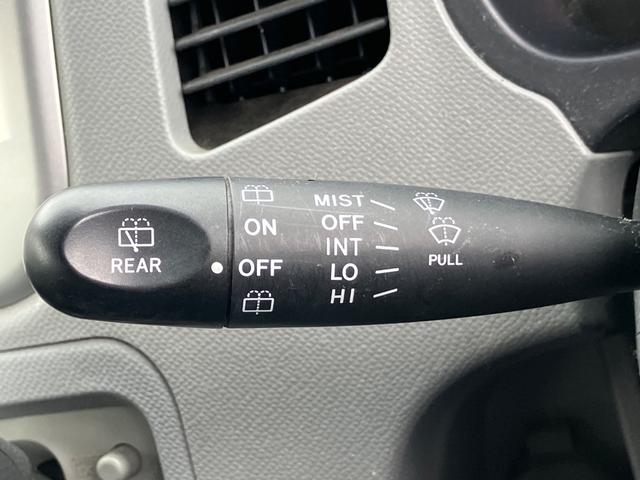 REAR
ON
OFF
MIST
OFF
INT
LO
HI
PULL